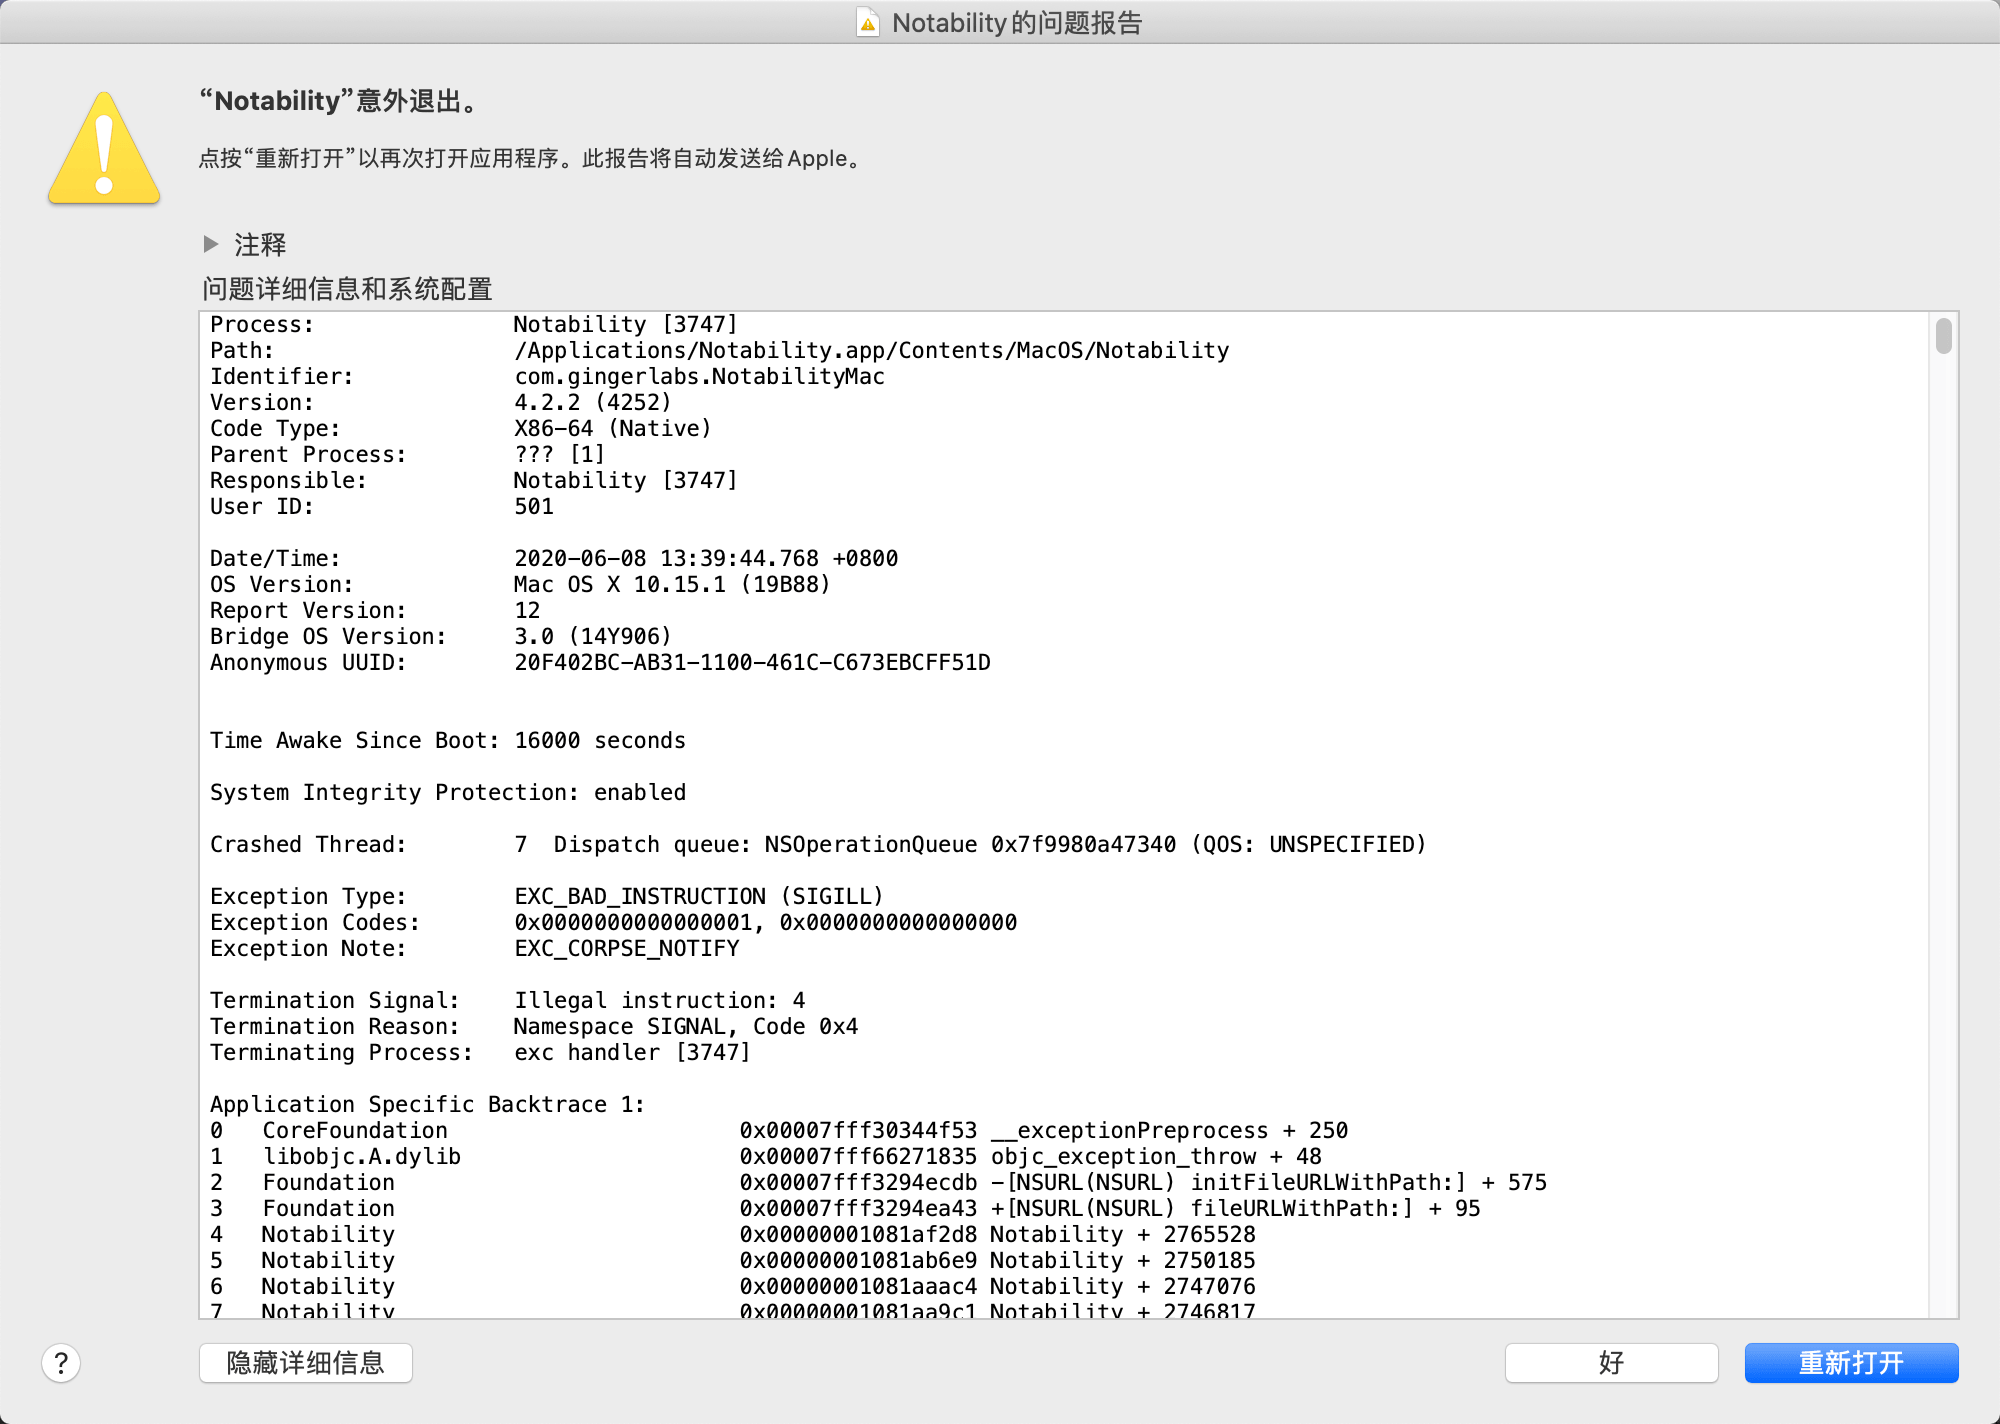 Notability的问题报告
“Notability”意外退出。
点按“重新打开”以再次打开应用程序。此报告将自动发送给Apple。
注释
问题详细信息和系统配置
Process: Notability [3747]
Path: /Applications/Notability.app/Contents/MacOS/Notability
Identifier: com.gingerlabs.NotabilityMac
Version: 4.2.2 (4252)
Code Type: X86-64 (Native)
Parent Process: ??? [1]
Responsible: Notability [3747]
User ID: 501
Date/Time: 2020-06-08 13:39:44.768 +0800
OS Version: Mac OS X 10.15.1 (19B88)
Report Version: 12
Bridge OS Version: 3.0 (14Y906)
Anonymous UUID: 20F402BC-AB31-1100-461C-C673EBCFF51D
Time Awake Since Boot: 16000 seconds
System Integrity Protection: enabled
Crashed Thread: 7 Dispatch queue: NSOperationQueue 0x7f9980a47340 (QOS: UNSPECIFIED)
Exception Type: EXC_BAD_INSTRUCTION (SIGILL)
Exception Codes: 0x0000000000000001, 0x0000000000000000
Exception Note: EXC_CORPSE_NOTIFY
Termination Signal: Illegal instruction: 4
Termination Reason: Namespace SIGNAL, Code 0x4
Terminating Process: exc handler [3747]
Application Specific Backtrace 1:
0 CoreFoundation 0x00007fff30344f53 __exceptionPreprocess + 250
1 libobjc.A.dylib 0x00007fff66271835 objc_exception_throw + 48
2 Foundation 0x00007fff3294ecdb -[NSURL(NSURL) initFileURLWithPath:] + 575
3 Foundation 0x00007fff3294ea43 +[NSURL(NSURL) fileURLWithPath:] + 95
4 Notability 0x00000001081af2d8 Notability + 2765528
5 Notability 0x00000001081ab6e9 Notability + 2750185
6 Notability 0x00000001081aaac4 Notability + 2747076
7 Notability 0x00000001081aa9c1 Notability + 2746817
?
隐藏详细信息
好
重新打开